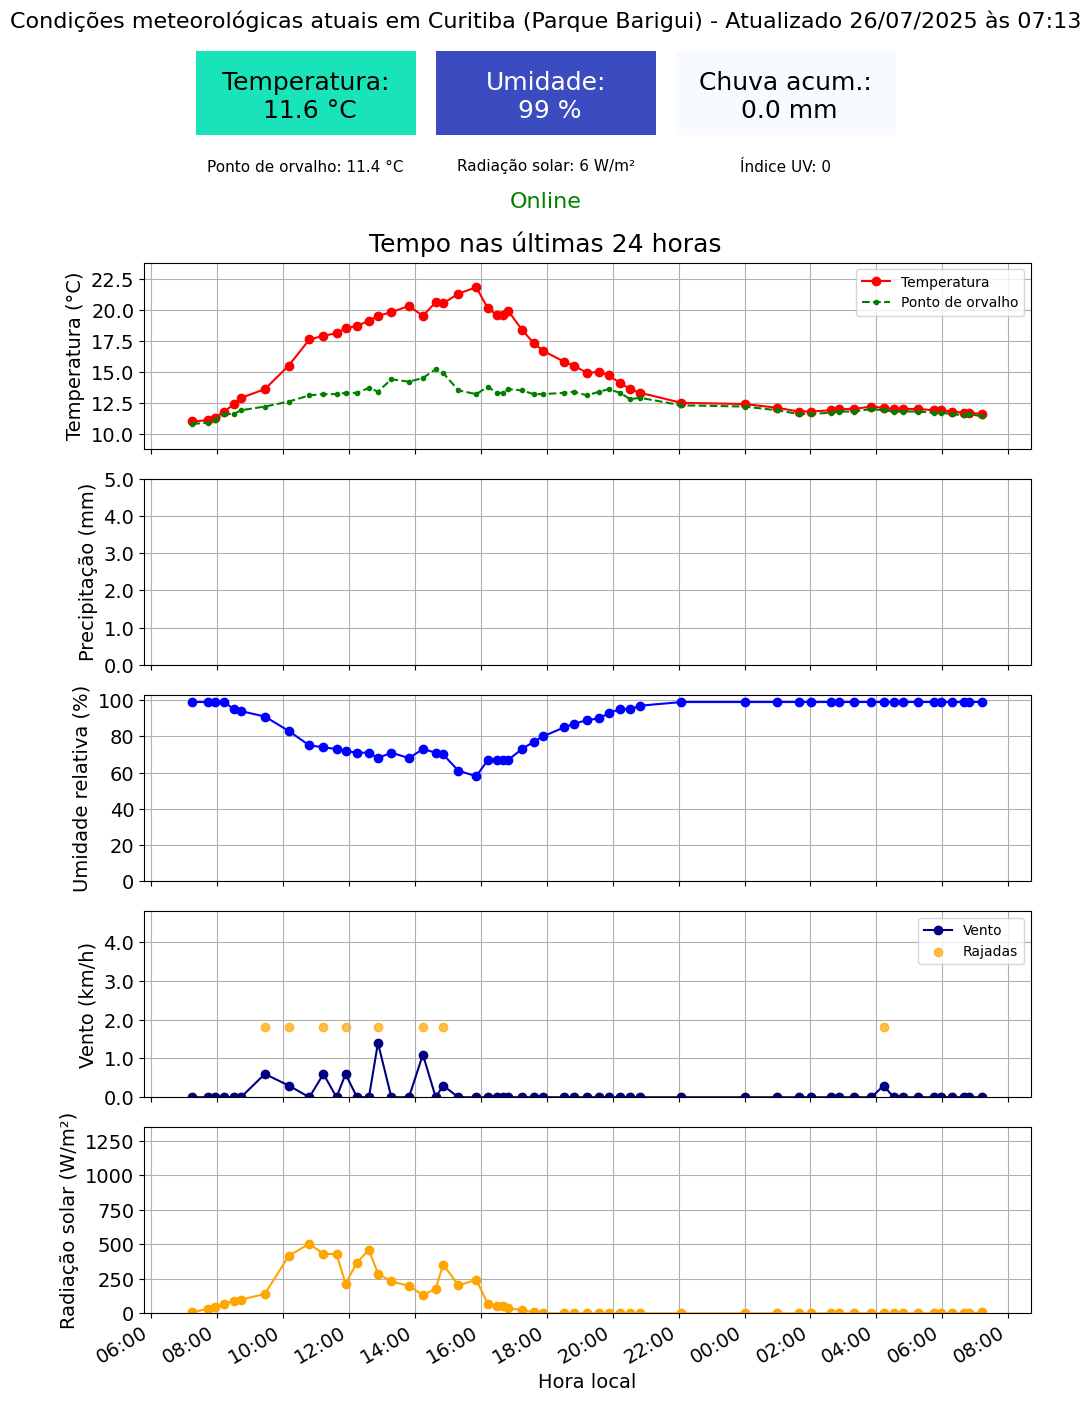 Condições meteorológicas atuais em Curitiba (Parque Barigui) - Atualizado 26/07/2025 às 07:13
Temperatura:
11.6 °C
Umidade:
99 %
Chuva acum.:
0.0 mm
Ponto de orvalho: 11.4 °C
Radiação solar: 6 W/m²
Índice UV: 0
Online
Tempo nas últimas 24 horas
Temperatura (°C)
22.5
20.0
17.5
15.0
12.5
10.0
Temperatura
Ponto de orvalho
Precipitação (mm)
5.0
4.0
3.0
2.0
1.0
0.0
Umidade relativa (%)
100
80
60
40
20
0
Vento (km/h)
4.0
3.0
2.0
1.0
0.0
Vento
Rajadas
Radiação solar (W/m²)
1250
1000
750
500
250
0
06:00
08:00
10:00
12:00
14:00
16:00
18:00
20:00
22:00
00:00
02:00
04:00
06:00
08:00
Hora local